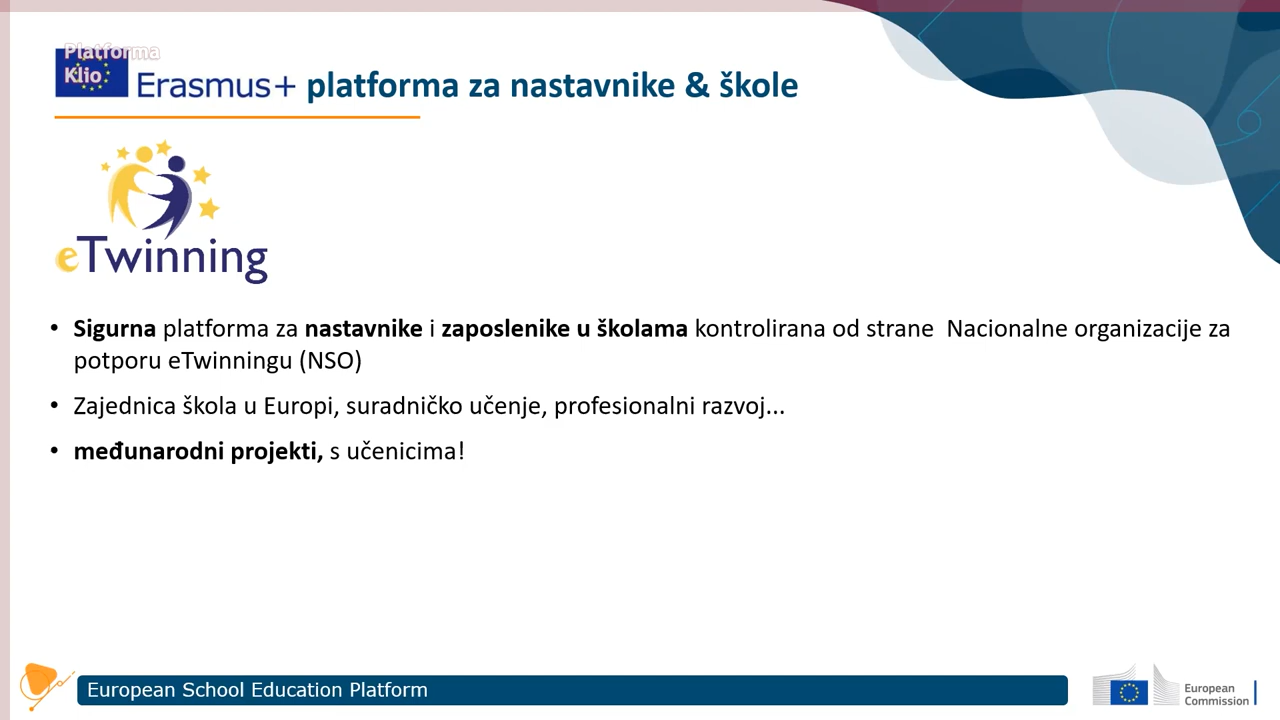 Platforma
Klio
Erasmus+ platforma za nastavnike & škole
eTwinning
• Sigurna platforma za nastavnike i zaposlenike u školama kontrolirana od strane Nacionalne organizacije za
potporu eTwinningu (NSO)
• Zajednica škola u Europi, suradničko učenje, profesionalni razvoj...
• međunarodni projekti, s učenicima!
European School Education Platform
European
Commission